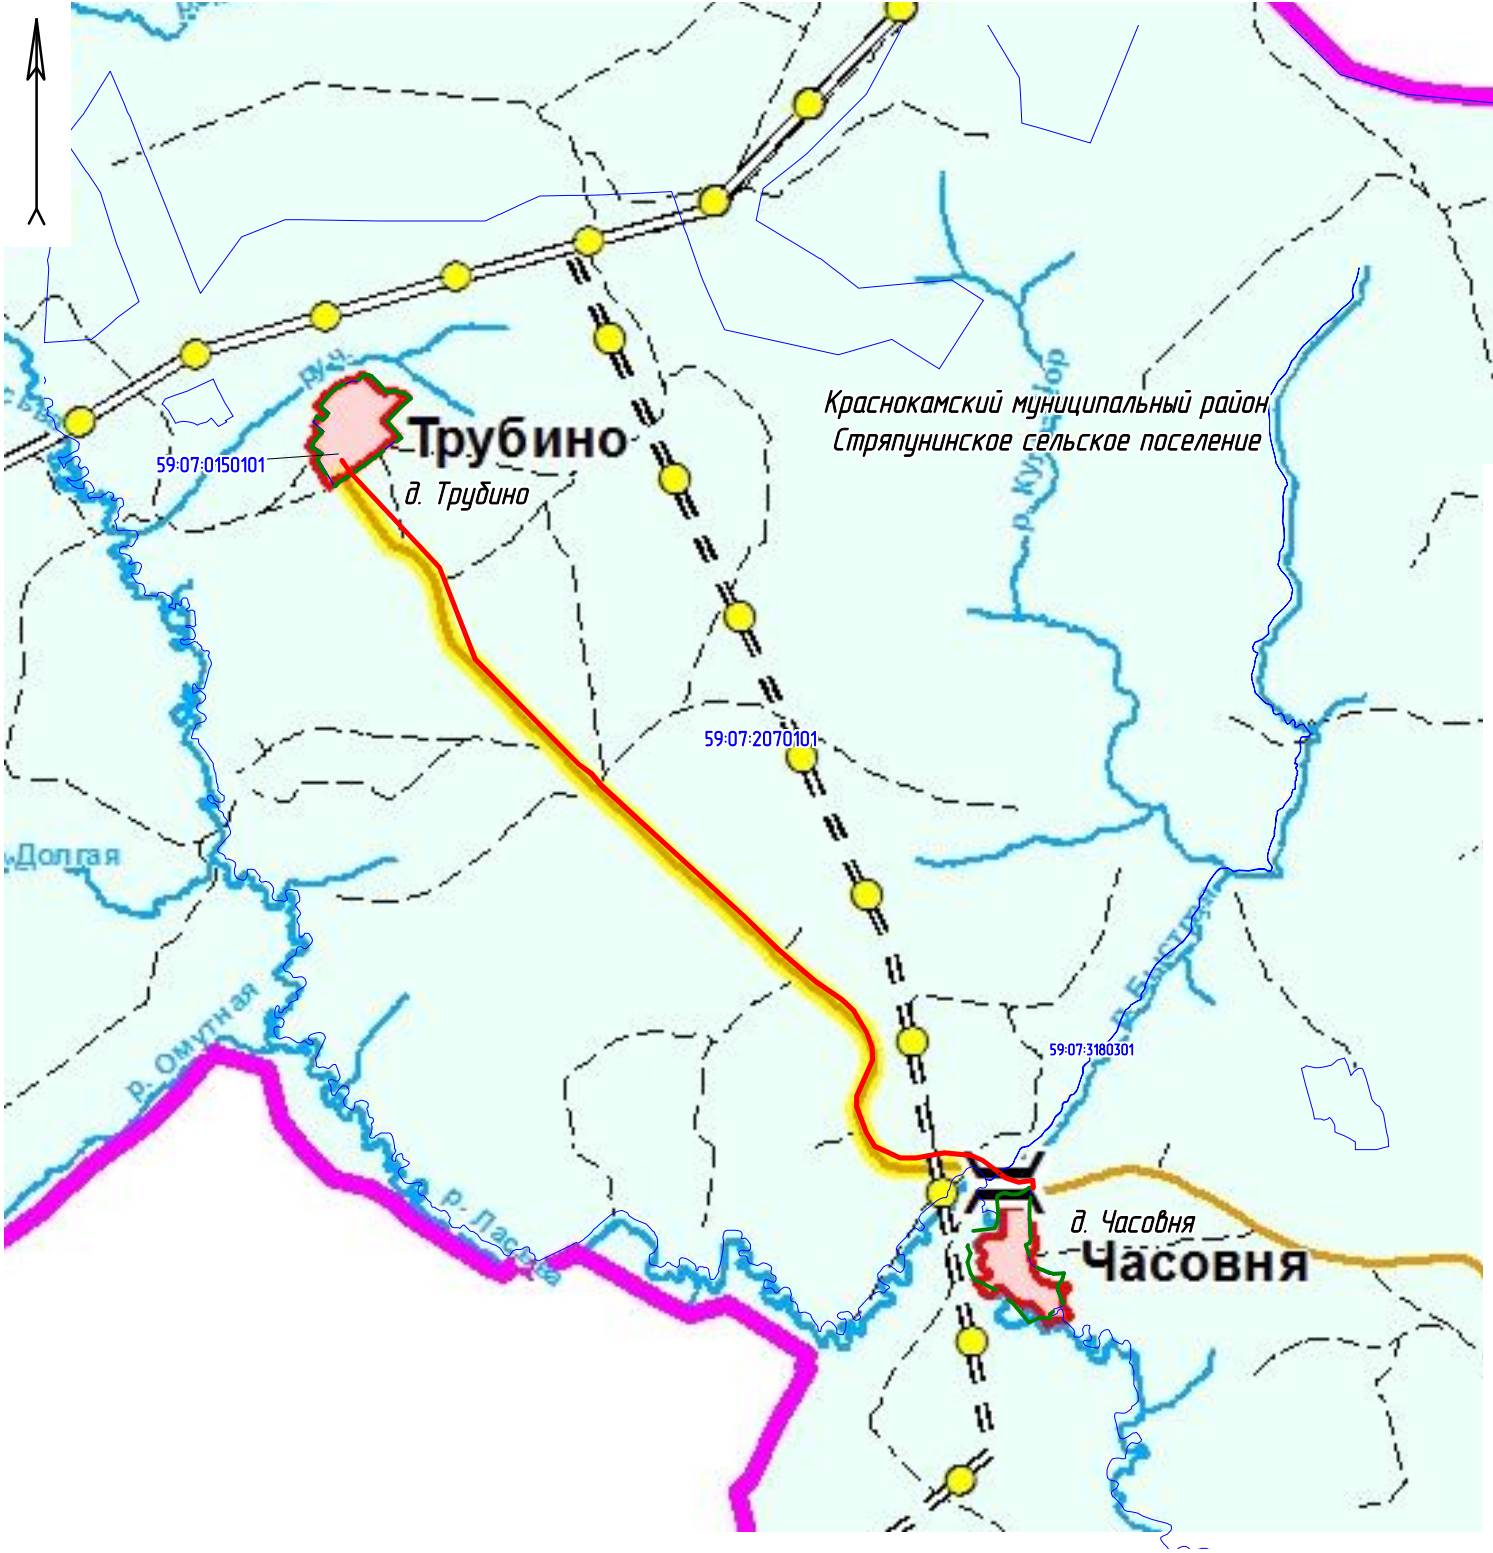 руч.
Краснокамский муниципальный район
Стряпунинское сельское поселение
Трубино
59:07:0150101
д. Трубино
59:07:2070101
Долгая
р. Омутная
59:07:3180301
р. Быстрая
р. Ласьва
д. Часовня
Часовня